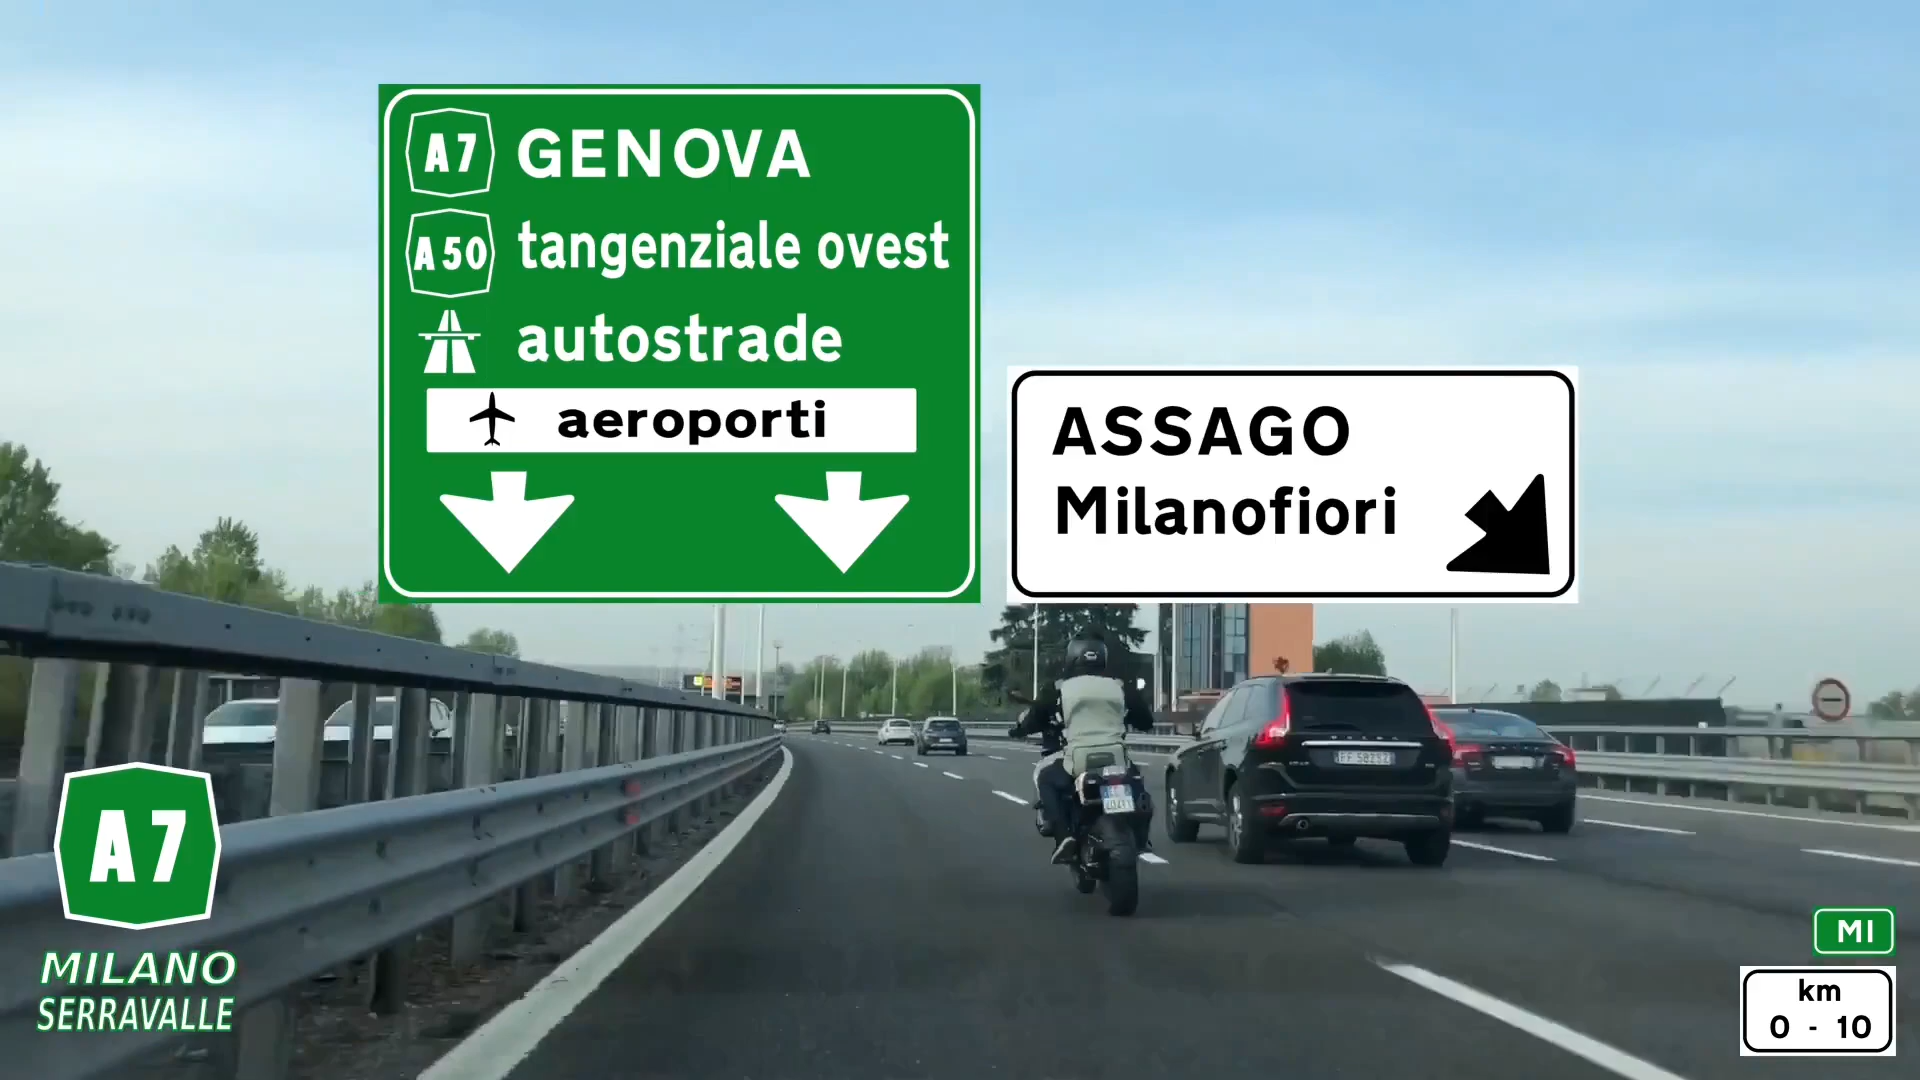 A7 GENOVA
A50 tangenziale ovest
autostrade
aeroporti
ASSAGO
Milanofiori
A7
MILANO
SERRAVALLE
MI
km
0 - 10